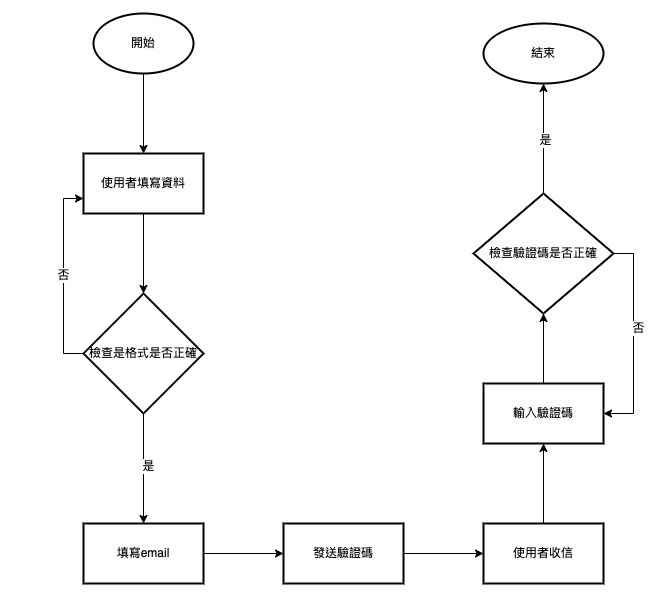 開始
使用者填寫資料
否
檢查是格式是否正確
是
填寫email
發送驗證碼
使用者收信
輸入驗證碼
否
檢查驗證碼是否正確
是
結束